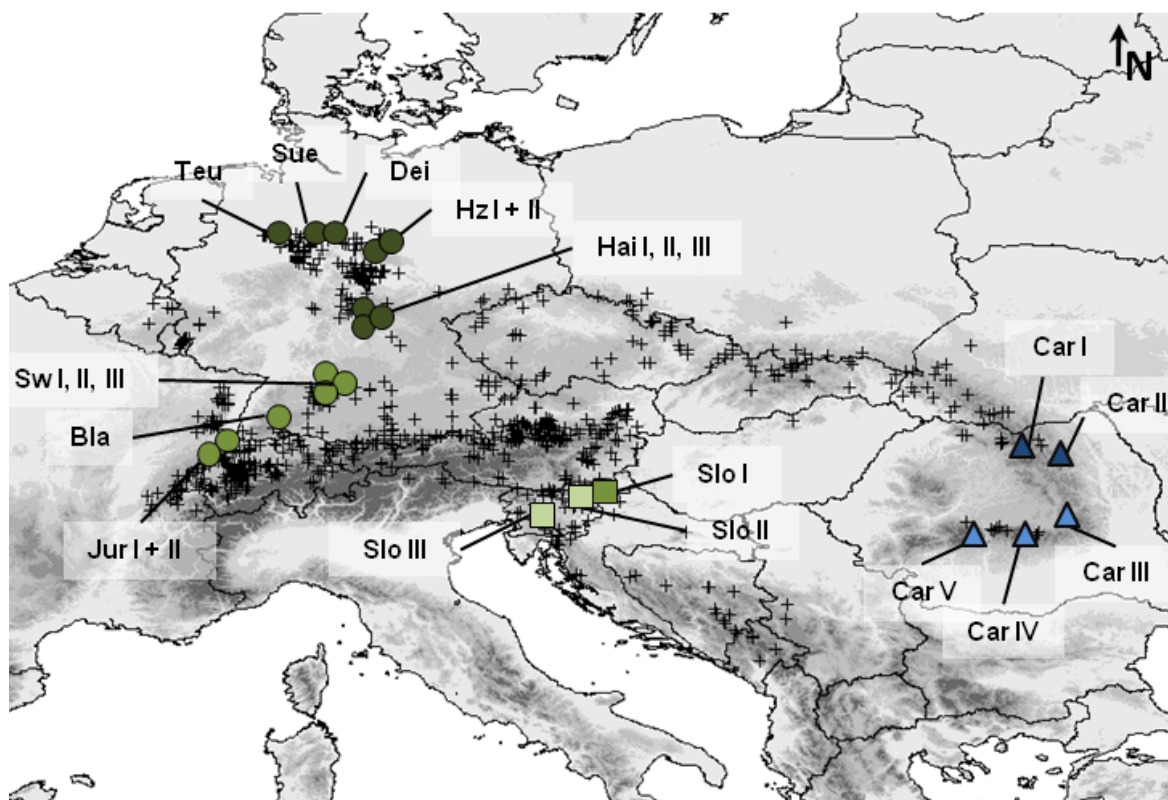 N
Sue
Teu
Dei
Hz I + II
Hai I, II, III
Car I
Sw I, II, III
Car II
Bla
Slo I
Slo II
Jur I + II
Slo III
Car III
Car V
Car IV